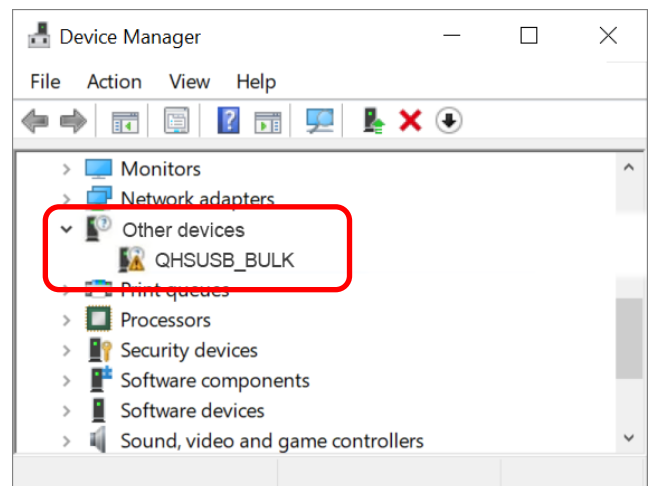 Device Manager
File Action View Help
Monitors
Network adapters
Other devices
QHSUSB_BULK
Print queues
Processors
Security devices
Software components
Software devices
Sound, video and game controllers